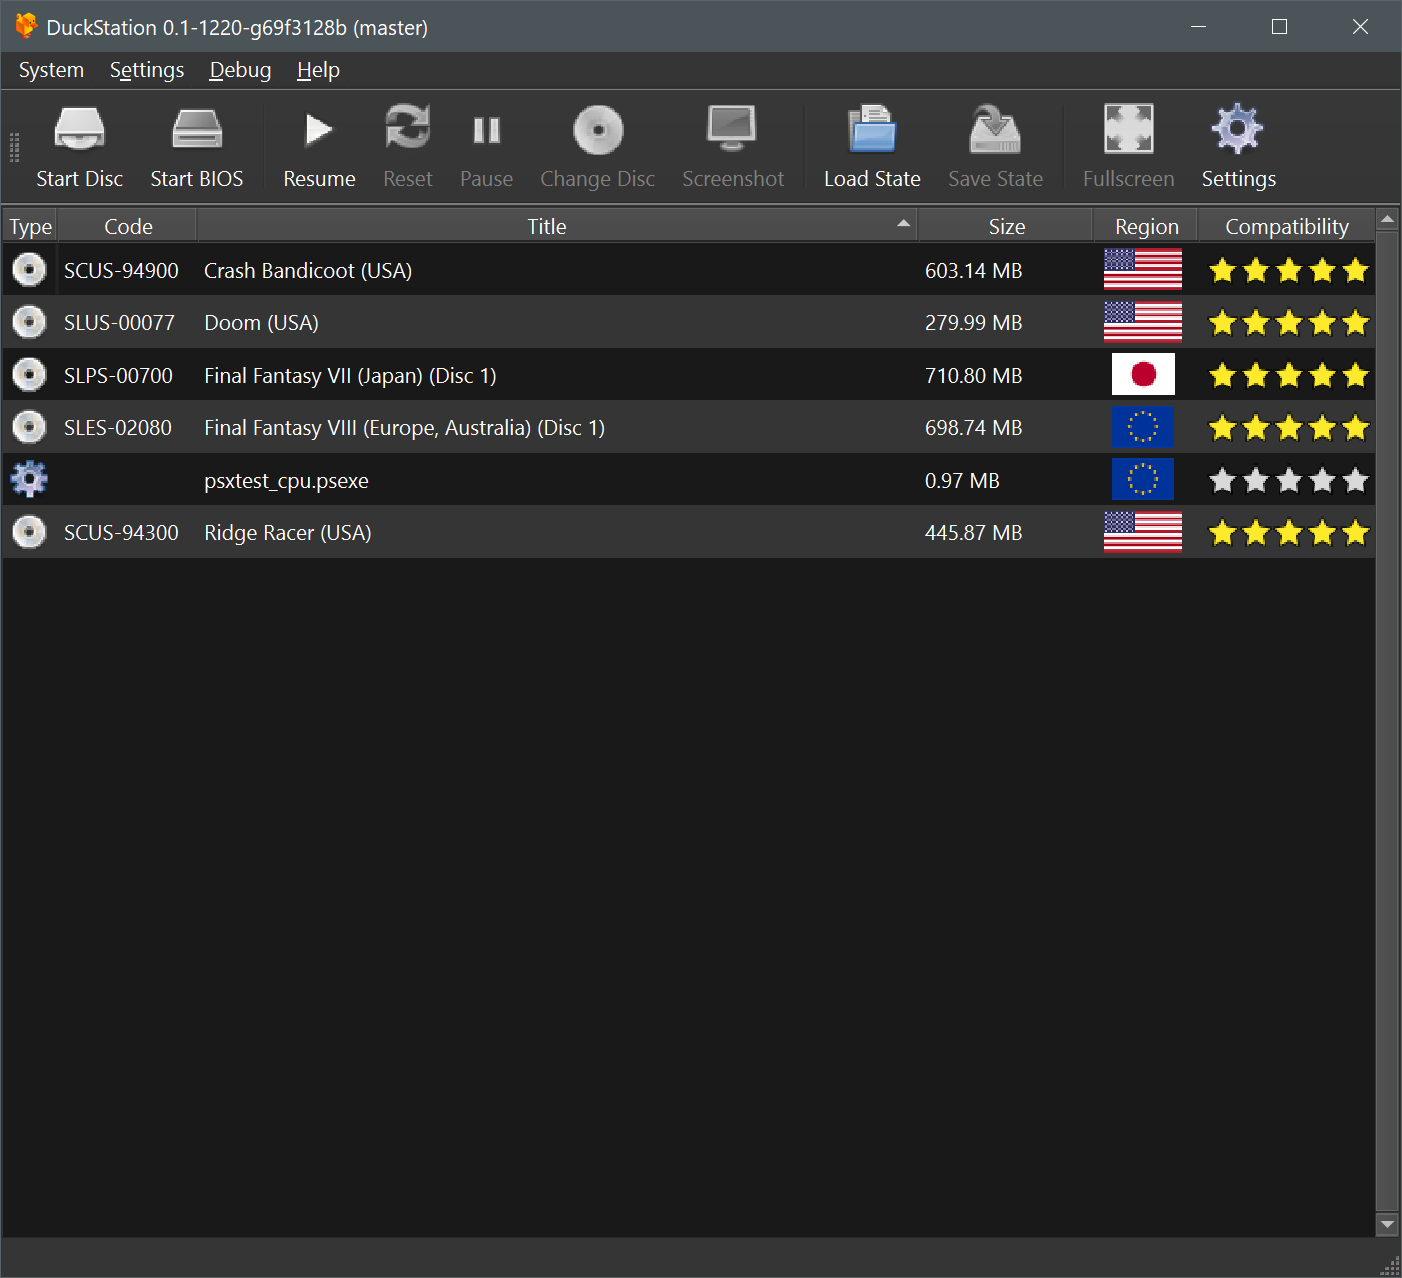 DuckStation 0.1-1220-g69f3128b (master)
System Settings Debug Help
Start Disc Start BIOS Resume Reset Pause Change Disc Screenshot Load State Save State Fullscreen Settings
Type Code Title Size Region Compatibility
SCUS-94900 Crash Bandicoot (USA) 603.14 MB
SLUS-00077 Doom (USA) 279.99 MB
SLPS-00700 Final Fantasy VII (Japan) (Disc 1) 710.80 MB
SLES-02080 Final Fantasy VIII (Europe, Australia) (Disc 1) 698.74 MB
psxtest_cpu.psexe 0.97 MB
SCUS-94300 Ridge Racer (USA) 445.87 MB